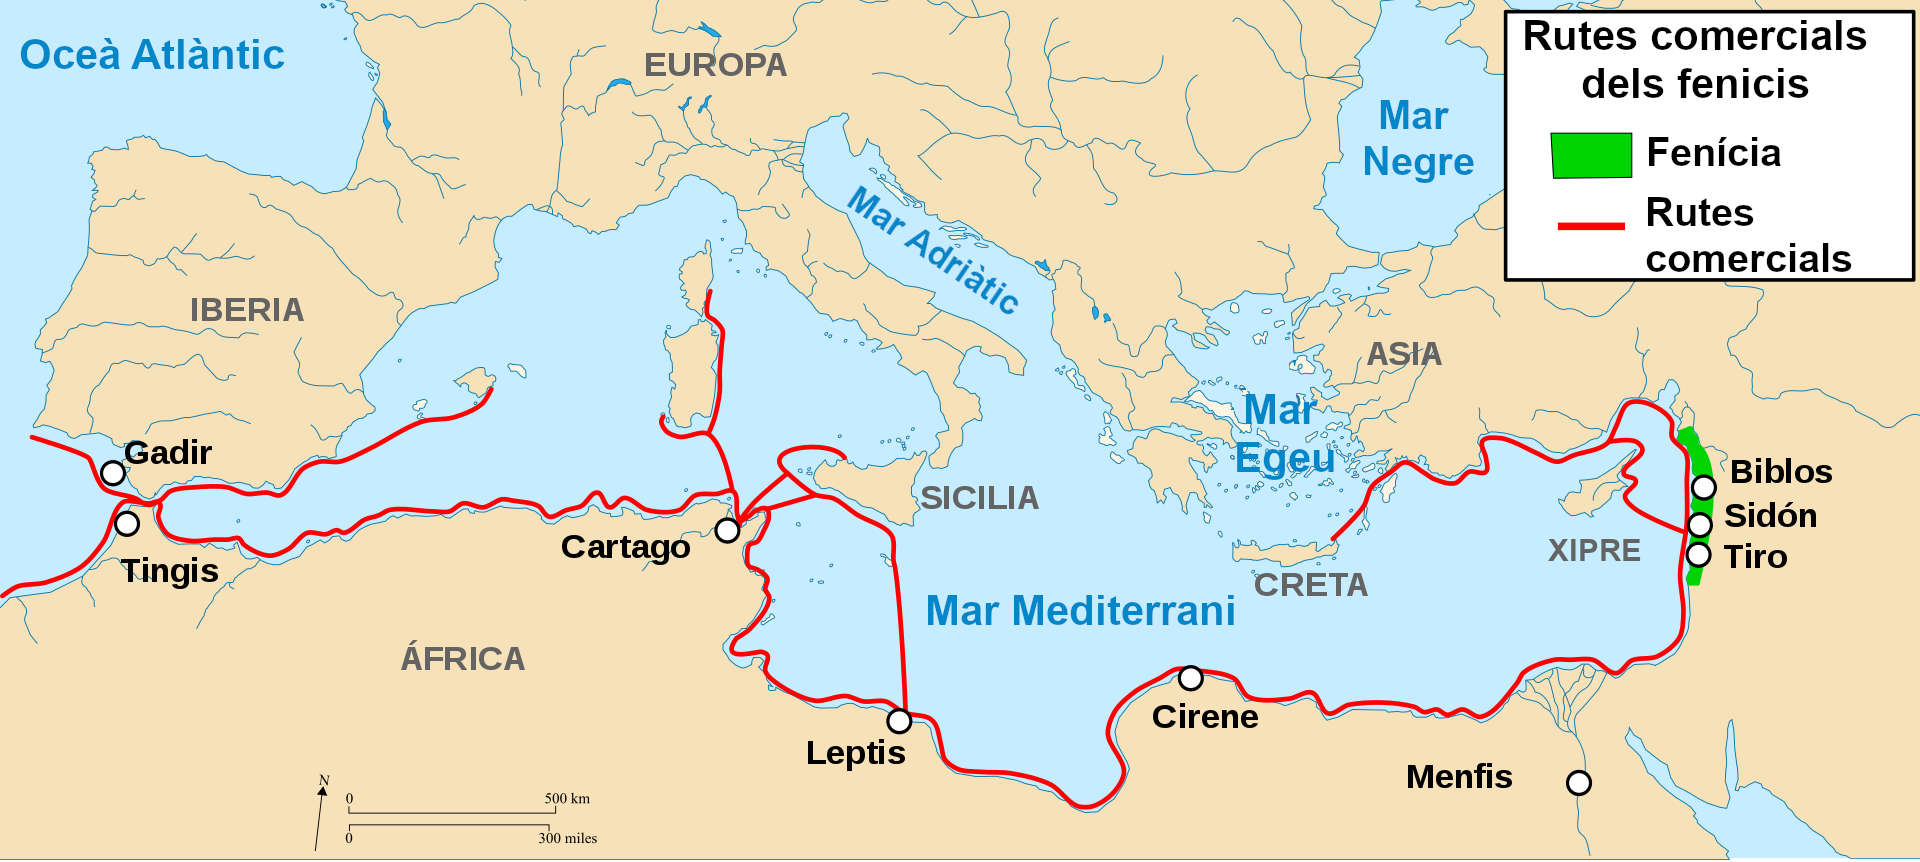 Oceà Atlàntic
EUROPA
Rutes comercials
dels fenicis
Fenícia
Rutes
comercials
Mar
Negre
Mar Adriàtic
IBERIA
ASIA
Mar
Egeu
Gadir
Tingis
Cartago
SICILIA
Biblos
Sidón
Tiro
XIPRE
CRETA
Mar Mediterrani
ÁFRICA
Leptis
Cirene
Menfis
N
0 500 km
0 300 miles